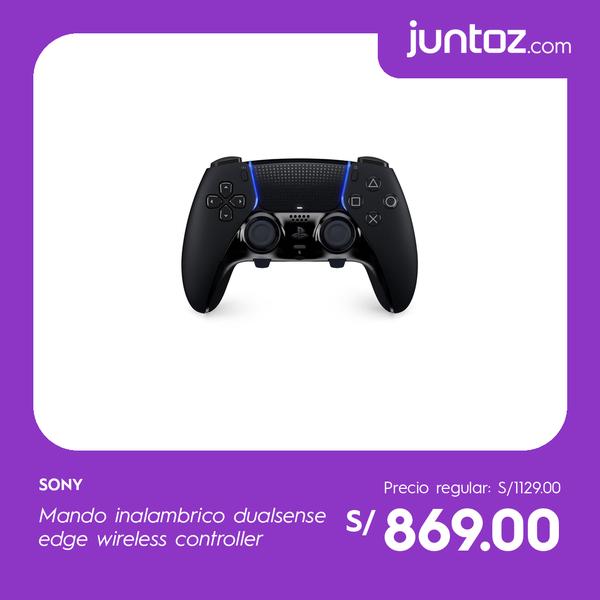 juntoz.com
SONY
Mando inalambrico dualsense
edge wireless controller
Precio regular: S/1129.00
S/ 869.00